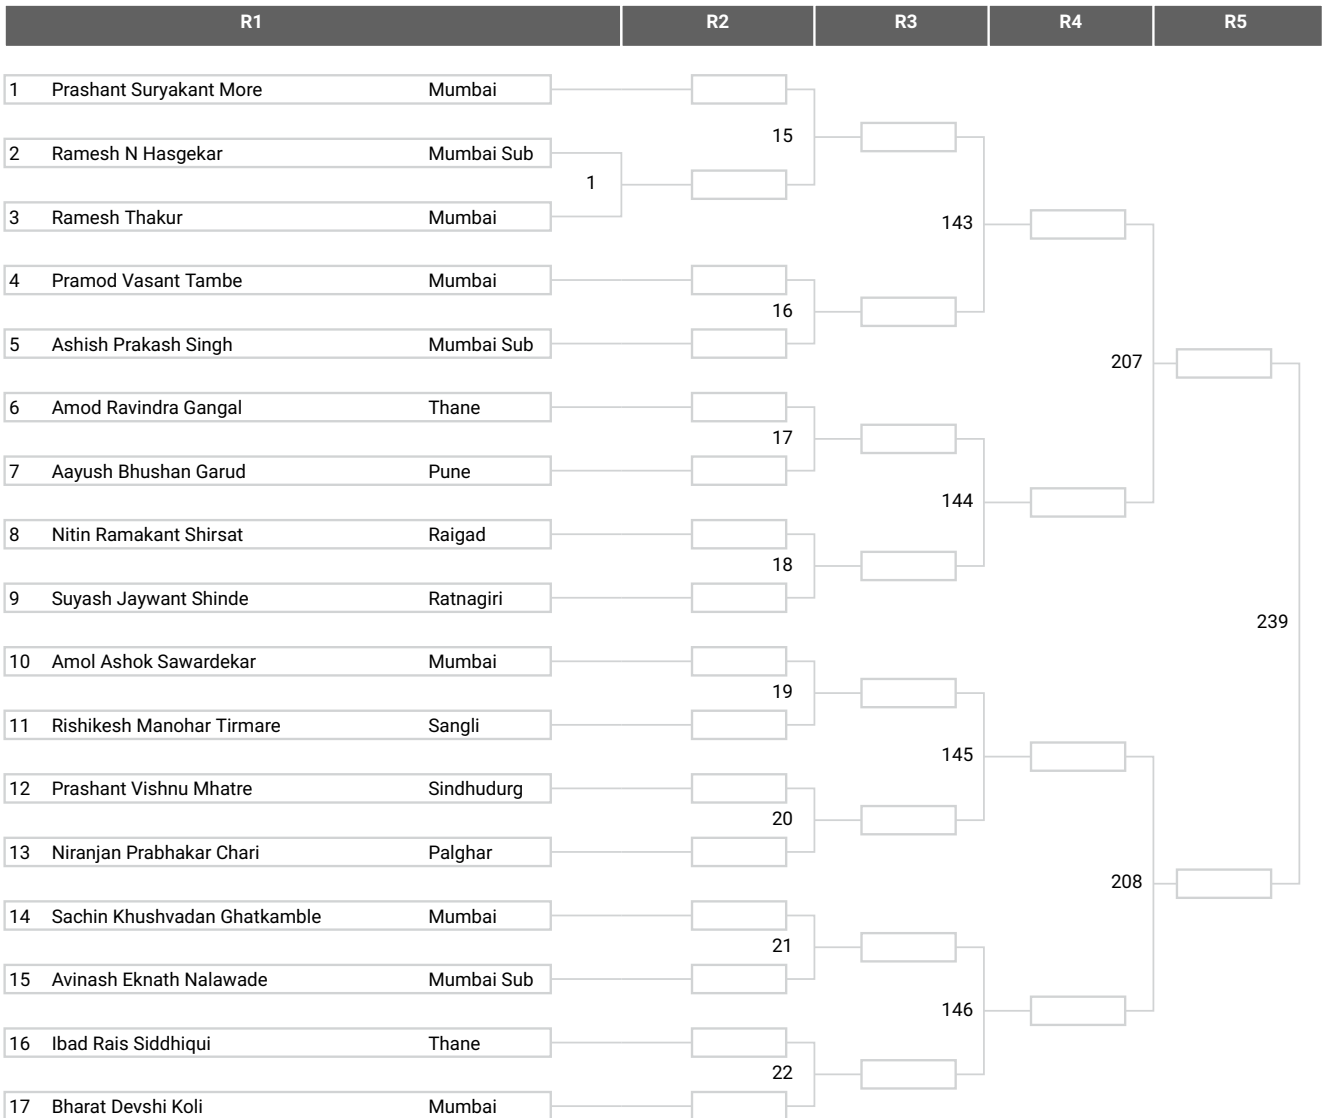 R1 R2 R3 R4 R5
1 Prashant Suryakant More Mumbai
15
2 Ramesh N Hasgekar Mumbai Sub
1
3 Ramesh Thakur Mumbai
143
4 Pramod Vasant Tambe Mumbai
16
5 Ashish Prakash Singh Mumbai Sub
207
6 Amod Ravindra Gangal Thane
17
7 Aayush Bhushan Garud Pune
144
8 Nitin Ramakant Shirsat Raigad
18
9 Suyash Jaywant Shinde Ratnagiri
239
10 Amol Ashok Sawardekar Mumbai
19
11 Rishikesh Manohar Tirmare Sangli
145
12 Prashant Vishnu Mhatre Sindhudurg
20
13 Niranjan Prabhakar Chari Palghar
208
14 Sachin Khushvadan Ghatkamble Mumbai
21
15 Avinash Eknath Nalawade Mumbai Sub
146
16 Ibad Rais Siddhiqui Thane
22
17 Bharat Devshi Koli Mumbai